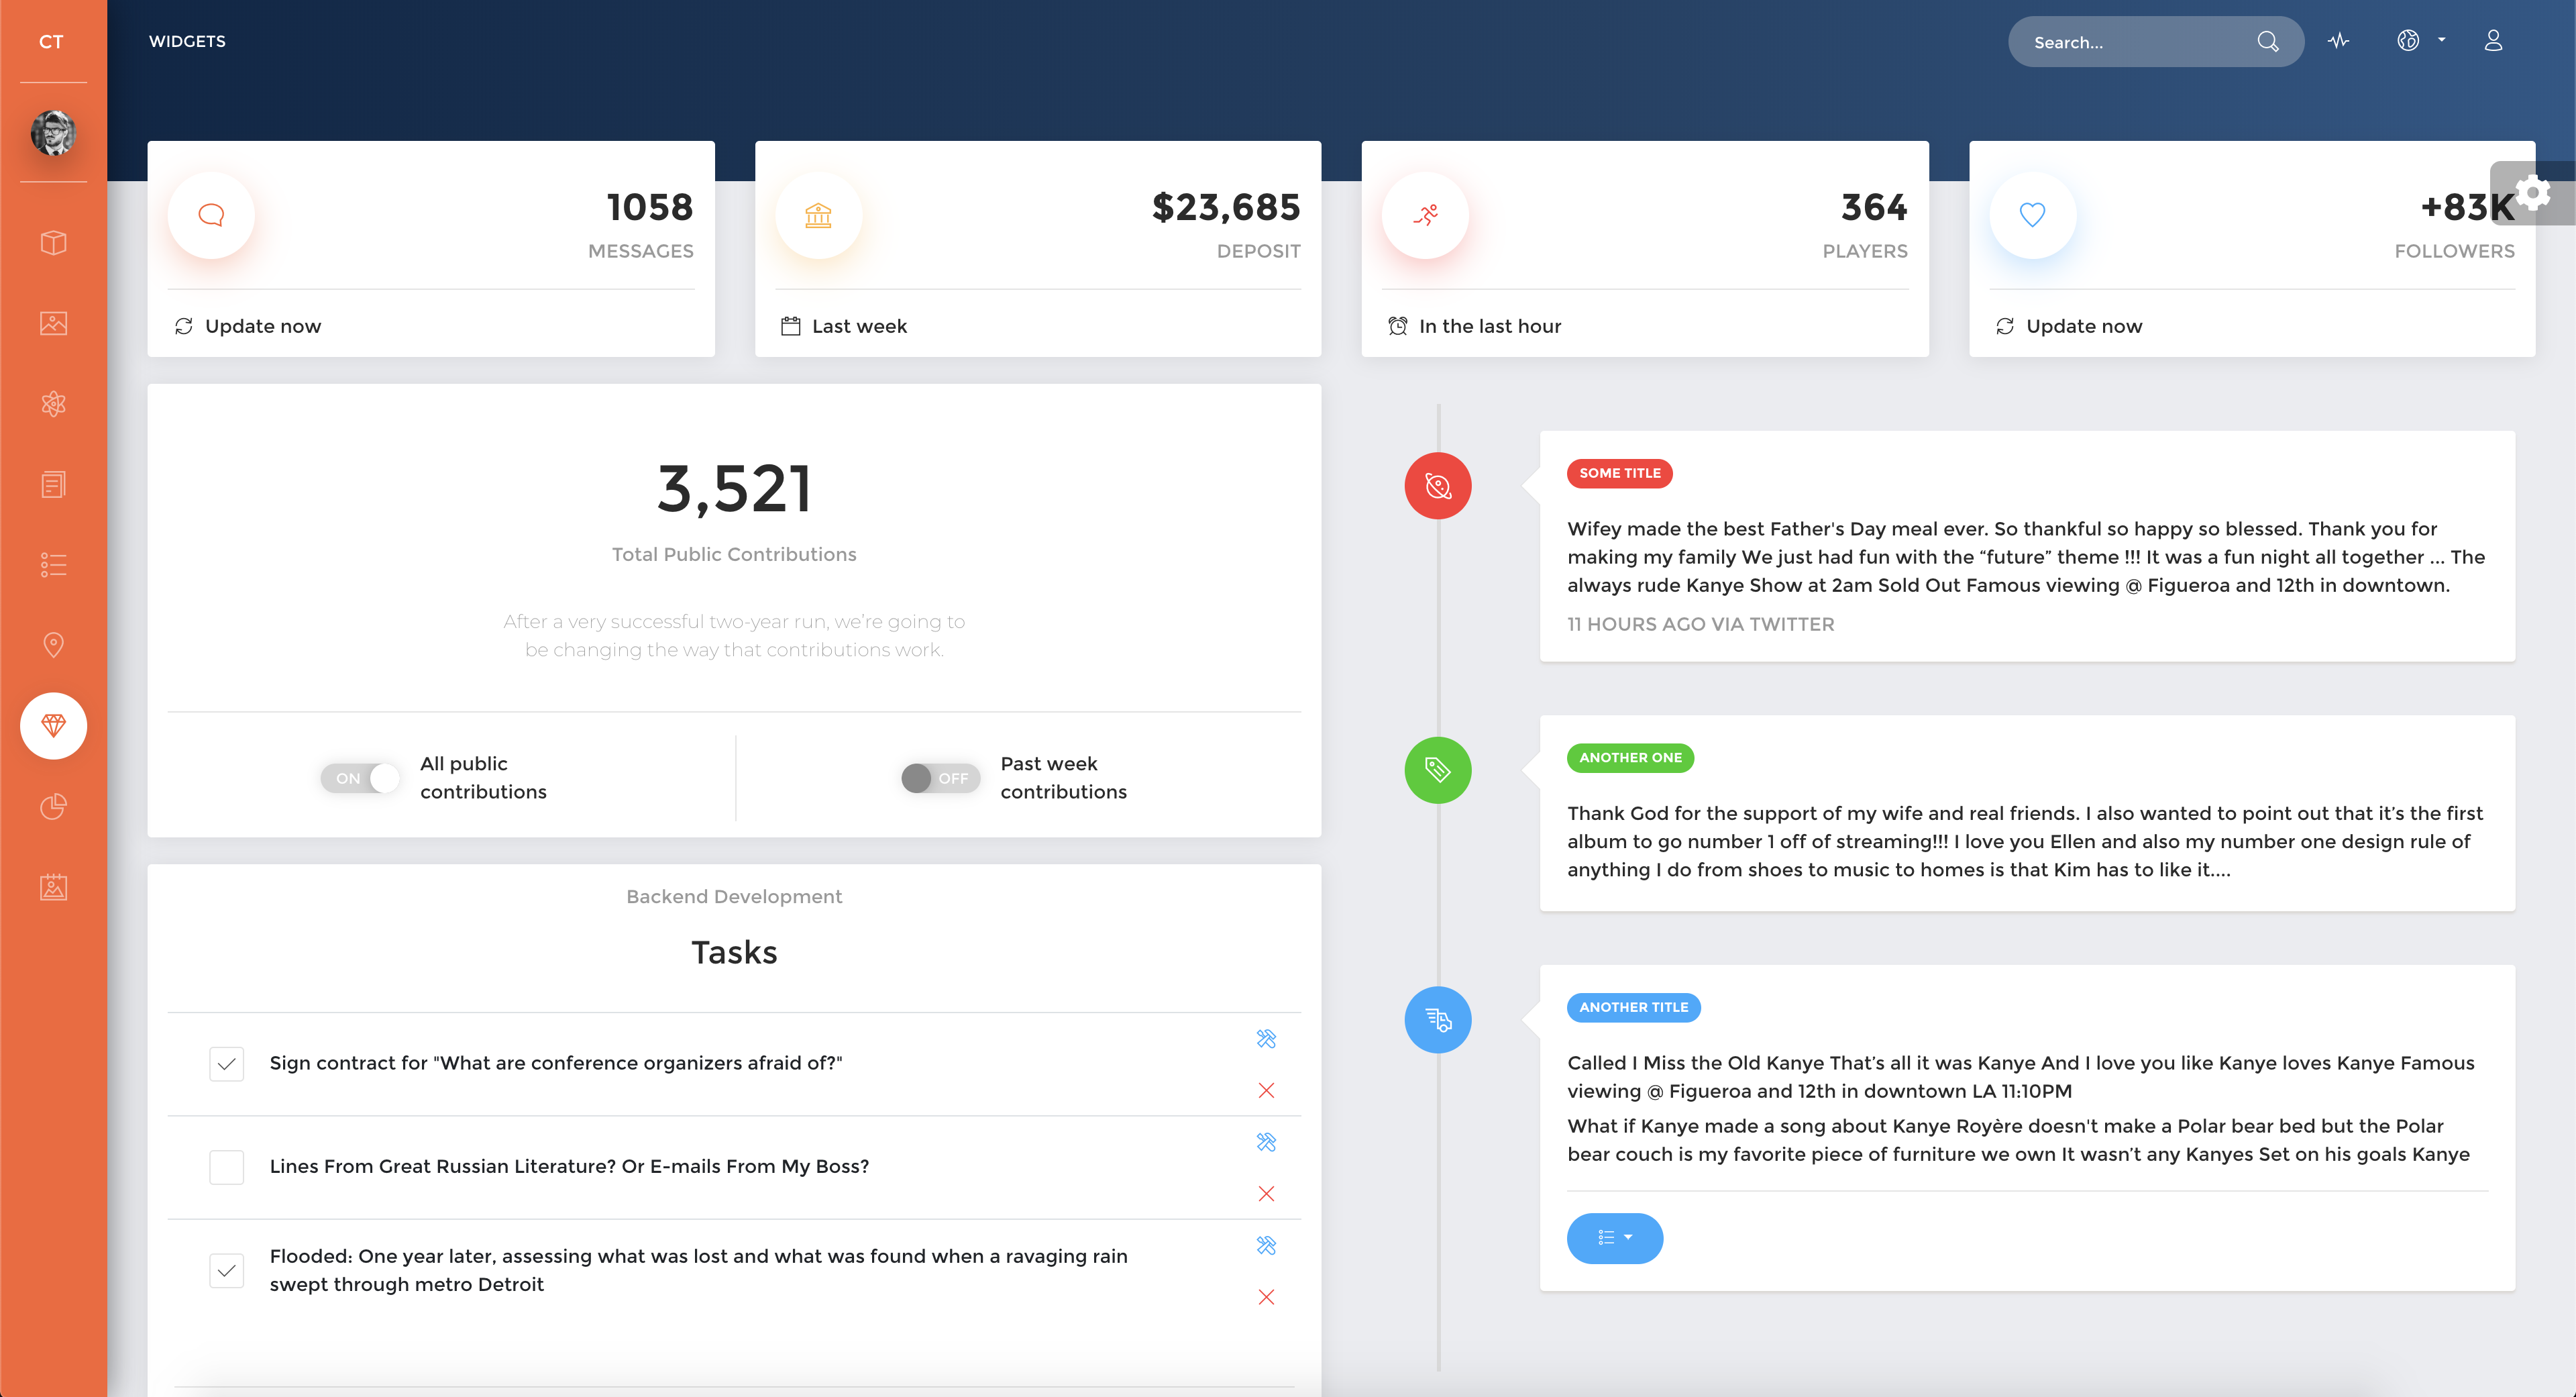 CT
WIDGETS
Search...
1058
MESSAGES
Update now
$23,685
DEPOSIT
Last week
364
PLAYERS
In the last hour
+83K
FOLLOWERS
Update now
3,521
Total Public Contributions
After a very successful two-year run, we’re going to
be changing the way that contributions work.
ON
All public
contributions
OFF
Past week
contributions
Backend Development
Tasks
Sign contract for "What are conference organizers afraid of?"
Lines From Great Russian Literature? Or E-mails From My Boss?
Flooded: One year later, assessing what was lost and what was found when a ravaging rain
swept through metro Detroit
SOME TITLE
Wifey made the best Father's Day meal ever. So thankful so happy so blessed. Thank you for
making my family We just had fun with the “future” theme !!! It was a fun night all together ... The
always rude Kanye Show at 2am Sold Out Famous viewing @ Figueroa and 12th in downtown.
11 HOURS AGO VIA TWITTER
ANOTHER ONE
Thank God for the support of my wife and real friends. I also wanted to point out that it’s the first
album to go number 1 off of streaming!!! I love you Ellen and also my number one design rule of
anything I do from shoes to music to homes is that Kim has to like it....
ANOTHER TITLE
Called I Miss the Old Kanye That’s all it was Kanye And I love you like Kanye loves Kanye Famous
viewing @ Figueroa and 12th in downtown LA 11:10PM
What if Kanye made a song about Kanye Royère doesn't make a Polar bear bed but the Polar
bear couch is my favorite piece of furniture we own It wasn’t any Kanyes Set on his goals Kanye